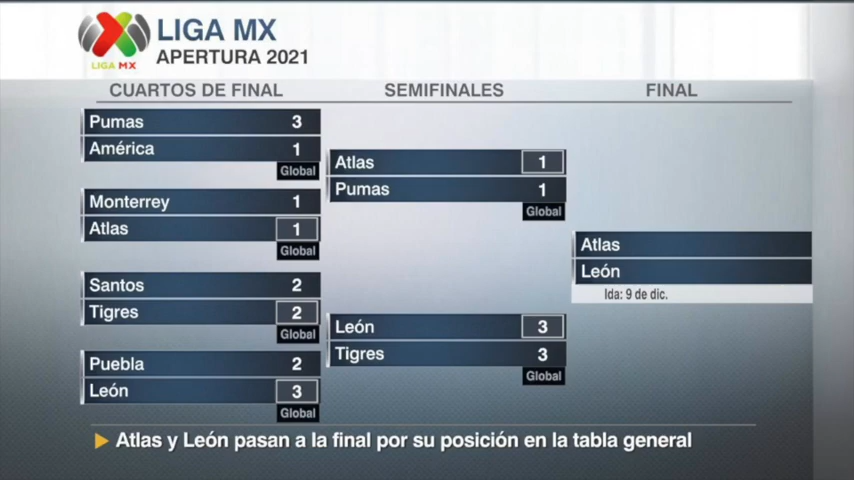 LIGA MX
LIGA MX
APERTURA 2021
CUARTOS DE FINAL
SEMIFINALES
FINAL
Pumas 3
América 1
Global
Monterrey 1
Atlas 1
Global
Santos 2
Tigres 2
Global
Puebla 2
León 3
Global
Atlas 1
Pumas 1
Global
León 3
Tigres 3
Global
Atlas
León
Ida: 9 de dic.
Atlas y León pasan a la final por su posición en la tabla general